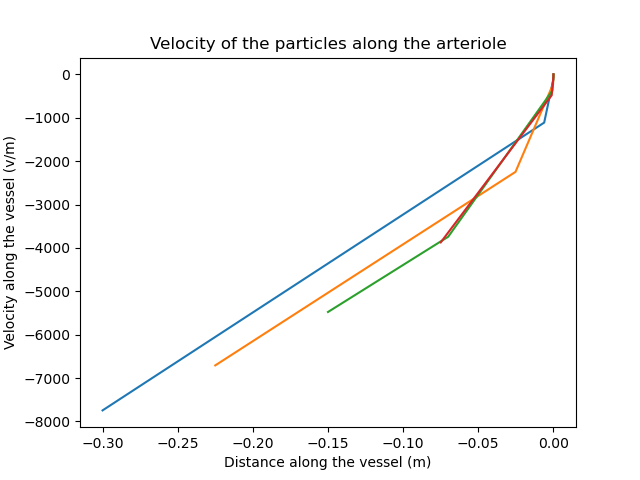 Velocity of the particles along the arteriole
Velocity along the vessel (v/m)
0
−1000
−2000
−3000
−4000
−5000
−6000
−7000
−8000
−0.30 −0.25 −0.20 −0.15 −0.10 −0.05 0.00
Distance along the vessel (m)